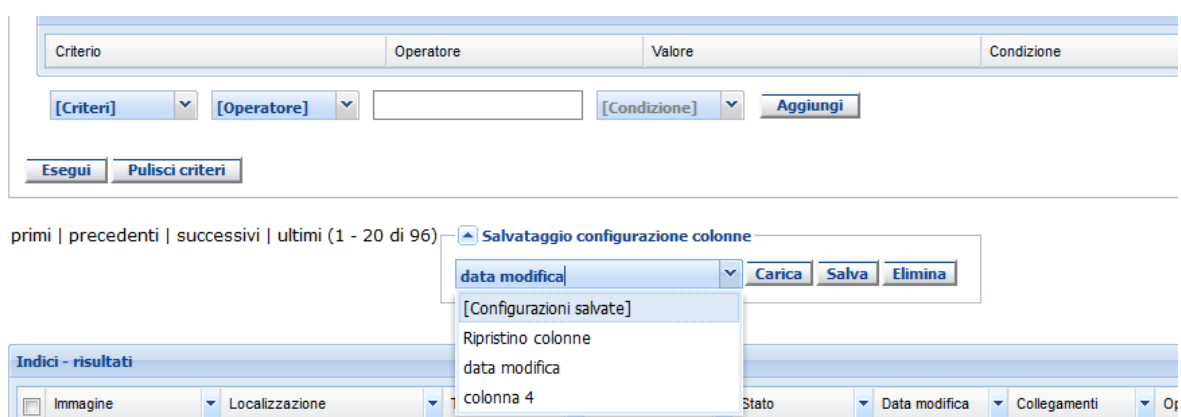 Criterio Operatore Valore Condizione
[Criteri] [Operatore] [Condizione] Aggiungi
Esegui Pulisci criteri
primi | precedenti | successivi | ultimi (1 - 20 di 96) Salvataggio configurazione colonne
data modifica Carica Salva Elimina
[Configurazioni salvate]
Ripristino colonne
data modifica
colonna 4
Indici - risultati
Immagine Localizzazione Stato Data modifica Collegamenti